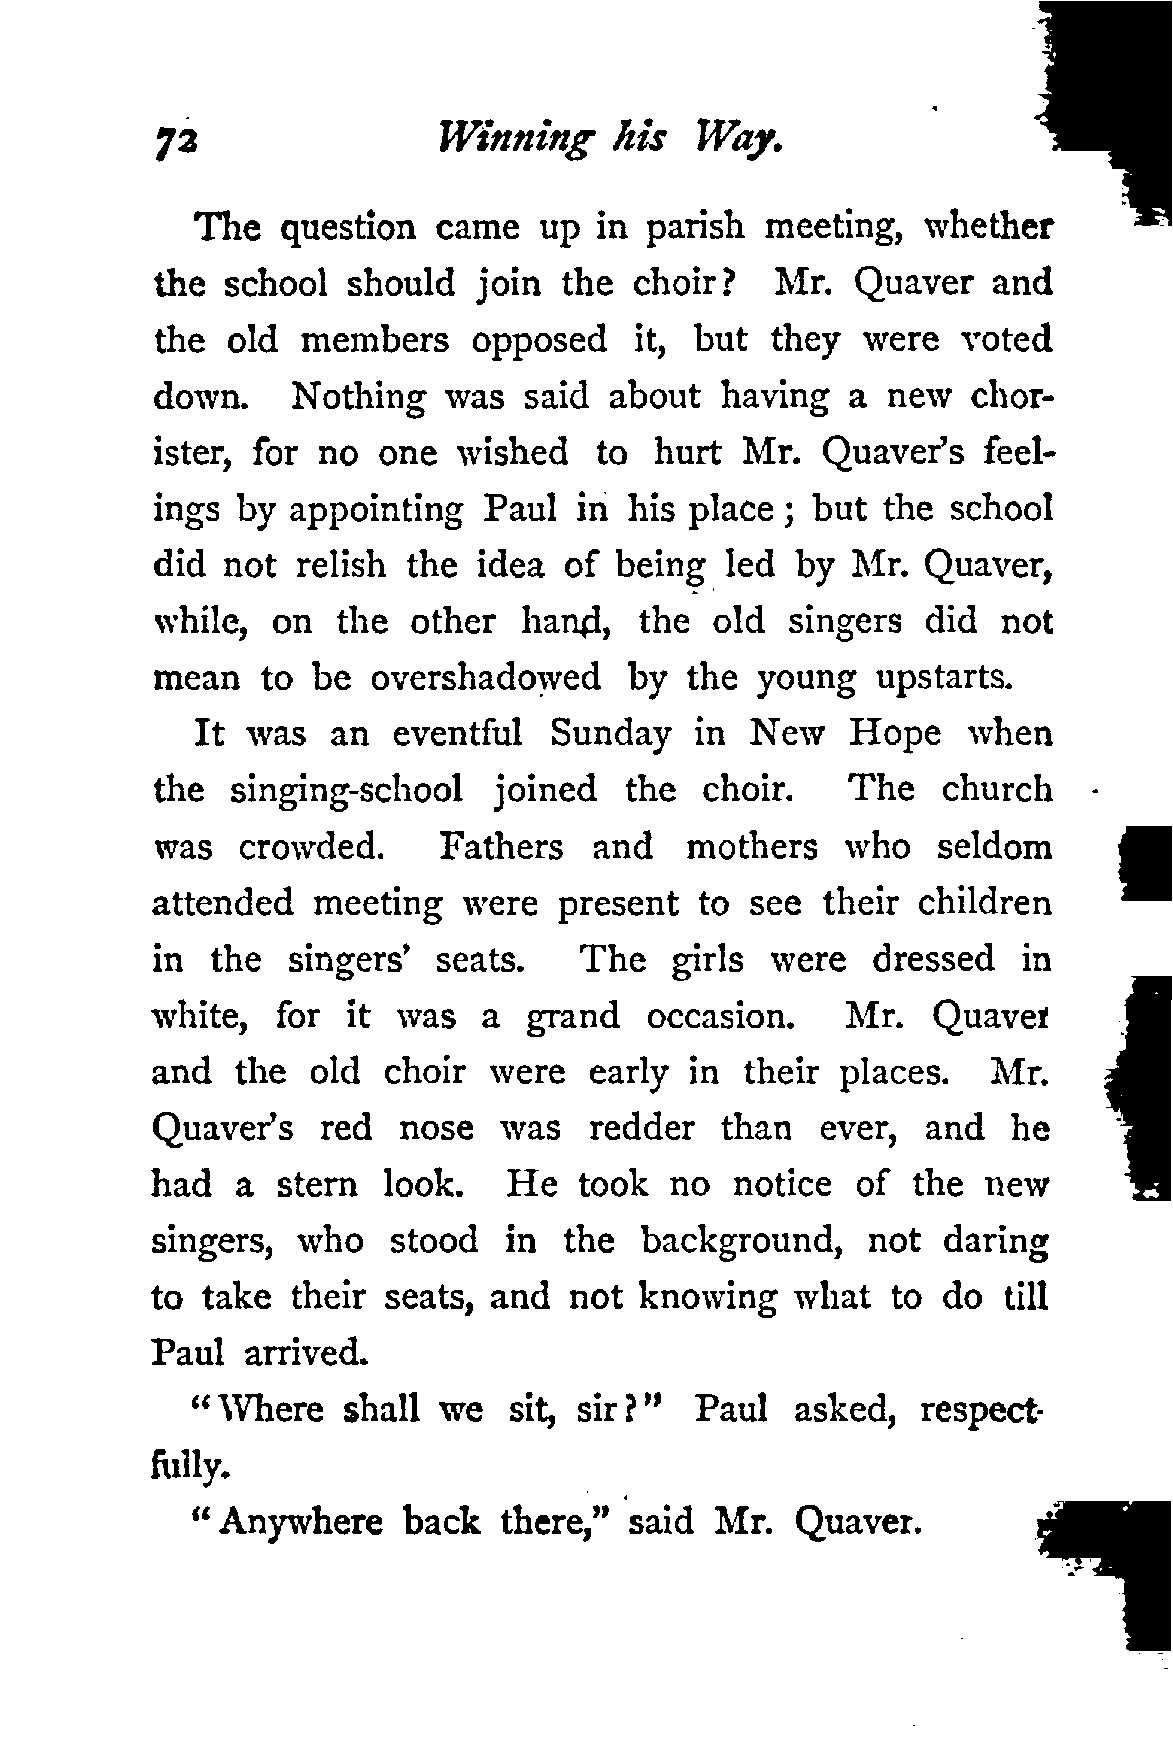 72 Winning his Way.
The question came up in parish meeting, whether
the school should join the choir? Mr. Quaver and
the old members opposed it, but they were voted
down. Nothing was said about having a new chor-
ister, for no one wished to hurt Mr. Quaver's feel-
ings by appointing Paul in his place; but the school
did not relish the idea of being led by Mr. Quaver,
while, on the other hand, the old singers did not
mean to be overshadowed by the young upstarts.
It was an eventful Sunday in New Hope when
the singing-school joined the choir. The church
was crowded. Fathers and mothers who seldom
attended meeting were present to see their children
in the singers' seats. The girls were dressed in
white, for it was a grand occasion. Mr. Quaver
and the old choir were early in their places. Mr.
Quaver's red nose was redder than ever, and he
had a stern look. He took no notice of the new
singers, who stood in the background, not daring
to take their seats, and not knowing what to do till
Paul arrived.
"Where shall we sit, sir?" Paul asked, respect-
fully.
"Anywhere back there," said Mr. Quaver.